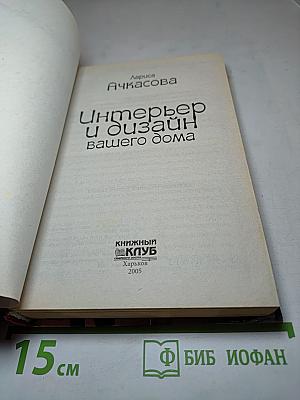 Лариса
Ачкасова
Интерьер
и дизайн
вашего дома
КНИЖНЫЙ
КЛУБ
Харьков
2005
15 см
Ф БИБ ИОФАН